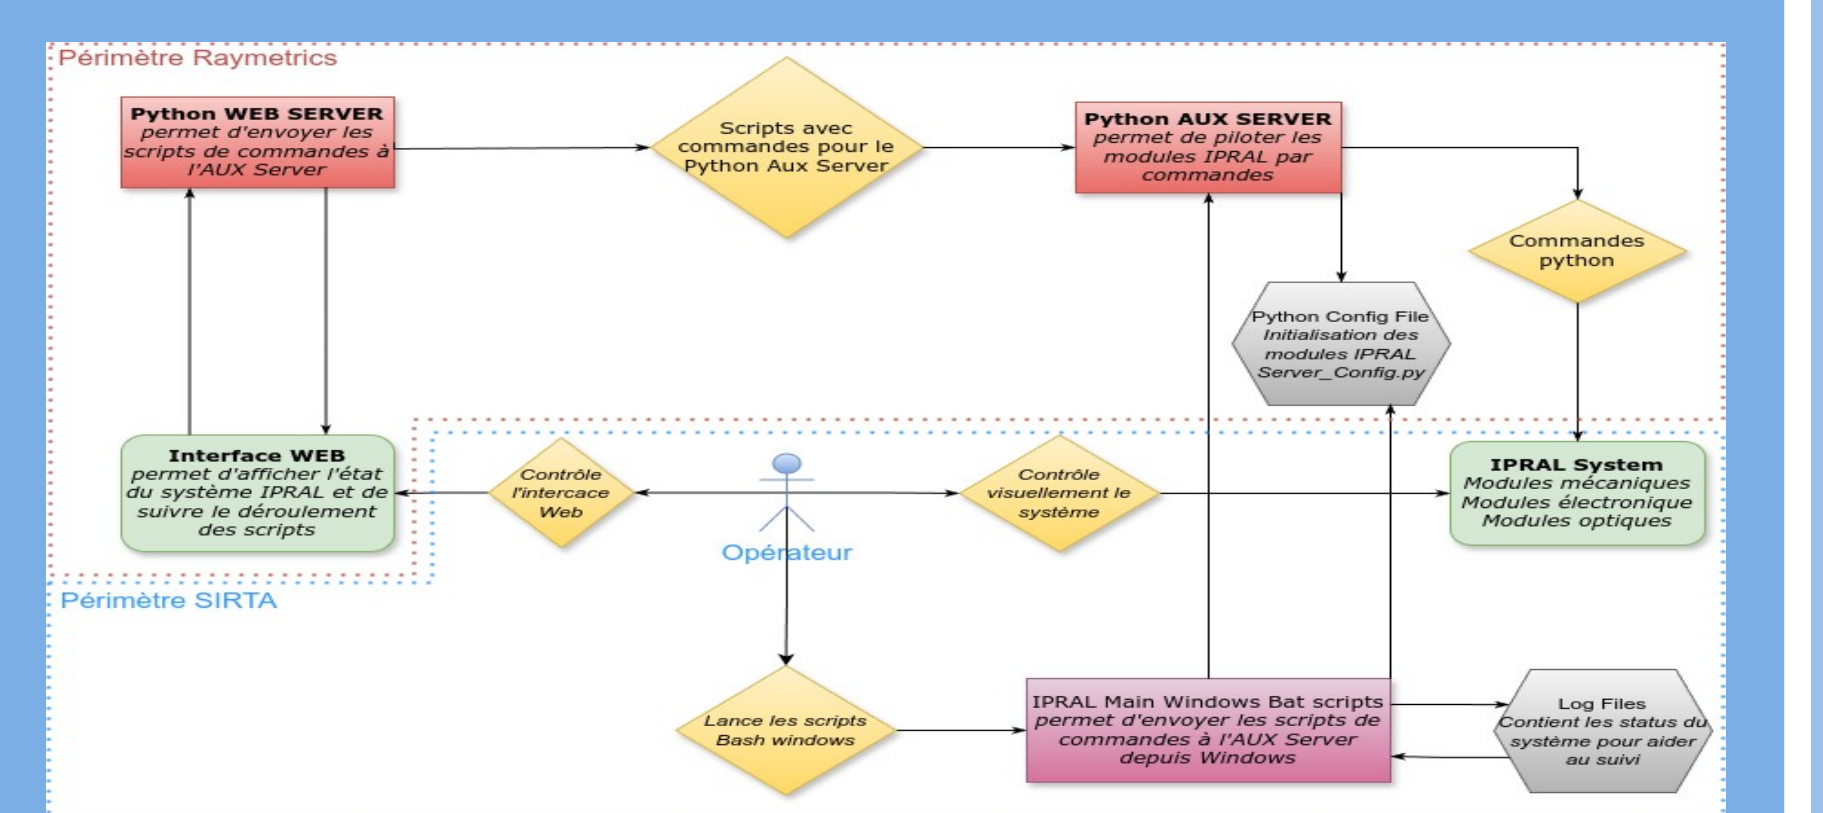 Périmètre Raymetrics
Python WEB SERVER
permet d'envoyer les
scripts de commandes à
l'AUX Server
Scripts avec
commandes pour le
Python Aux Server
Python AUX SERVER
permet de piloter les
modules IPRAL par
commandes
Commandes
python
Python Config File
Initialisation des
modules IPRAL
Server_Config.py
Interface WEB
permet d'afficher l'état
du système IPRAL et de
suivre le déroulement
des scripts
Contrôle
l'intercace
Web
Opérateur
Contrôle
visuellement le
système
IPRAL System
Modules mécaniques
Modules électronique
Modules optiques
Périmètre SIRTA
Lance les scripts
Bash windows
IPRAL Main Windows Bat scripts
permet d'envoyer les scripts de
commandes à l'AUX Server
depuis Windows
Log Files
Contient les status du
système pour aider
au suivi